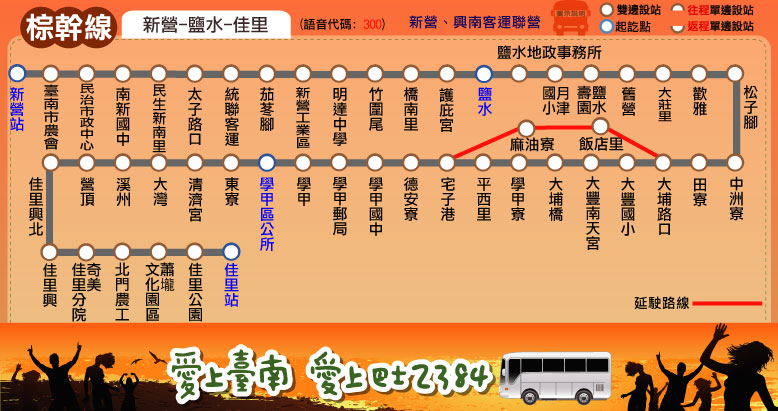 棕幹線
新營-鹽水-佳里
(語音代碼: 300)
新營、興南客運聯營
圖示說明
雙邊設站
往程單邊設站
起訖點
返程單邊設站
新營站
臺南市農會
民治市政中心
南新國中
民生新南里
太子路口
統聯客運
茄苳腳
新營工業區
明達中學
竹圍尾
橋南里
護庇宮
鹽水
鹽水地政事務所
月津國小
鹽水壽園
舊營
大莊里
歡雅
松子腳
中洲寮
田寮
大埔路口
大豐國小
大豐南天宮
大埔橋
學甲寮
平西里
宅子港
德安寮
學甲國中
學甲郵局
學甲
學甲區公所
東寮
清濟宮
大灣
溪州
營頂
佳里興北
麻油寮
飯店里
佳里興
奇美佳里分院
北門農工
蕭壠文化園區
佳里公園
佳里站
延駛路線
愛上臺南 愛上巴士2384